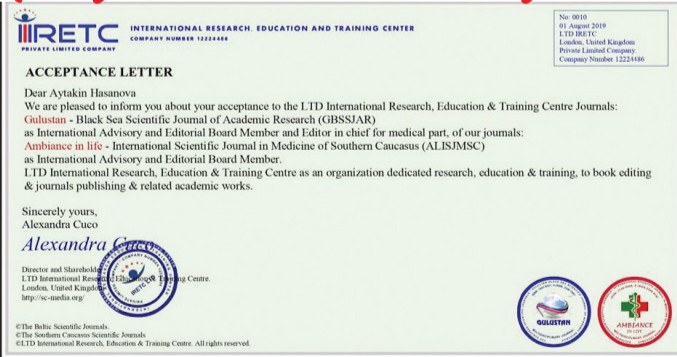 IRETC
PRIVATE LIMITED COMPANY
INTERNATIONAL RESEARCH, EDUCATION AND TRAINING CENTER
COMPANY NUMBER 12224486
No: 0010
01 August 2019
LTD IRETC
London, United Kingdom
Private Limited Company
Company Number 12224486
ACCEPTANCE LETTER
Dear Aytakin Hasanova
We are pleased to inform you about your acceptance to the LTD International Research, Education & Training Centre Journals:
Gulustan - Black Sea Scientific Journal of Academic Research (GBSSJAR)
as International Advisory and Editorial Board Member and Editor in chief for medical part, of our journals:
Ambiance in life - International Scientific Journal in Medicine of Southern Caucasus (ALISJMSC)
as International Advisory and Editorial Board Member.
LTD International Research, Education & Training Centre as an organization dedicated research, education & training, to book editing
& journals publishing & related academic works.
Sincerely yours,
Alexandra Cuco
Alexandra Cuco
Director and Shareholder
LTD International Research, Education & Training Centre.
London, United Kingdom
http://sc-media.org/
IRETC LTD
GULUSTAN
AMBIANCE
IN LIFE
©The Baltic Scientific Journals.
©The Southern Caucasus Scientific Journals
©LTD International Research, Education & Training Centre. All rights reserved.